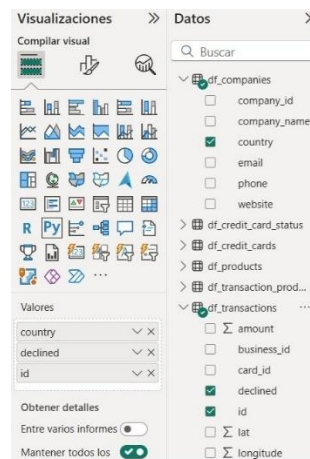 Visualizaciones
Compilar visual
123
R Py
...
Valores
country
declined
id
Obtener detalles
Entre varios informes
Mantener todos los
Datos
Buscar
df_companies
company_id
company_name
country
email
phone
website
df_credit_card_status
df_credit_cards
df_products
df_transaction_prod...
df_transactions ...
Σ amount
business_id
card_id
declined
id
Σ lat
Σ longitude